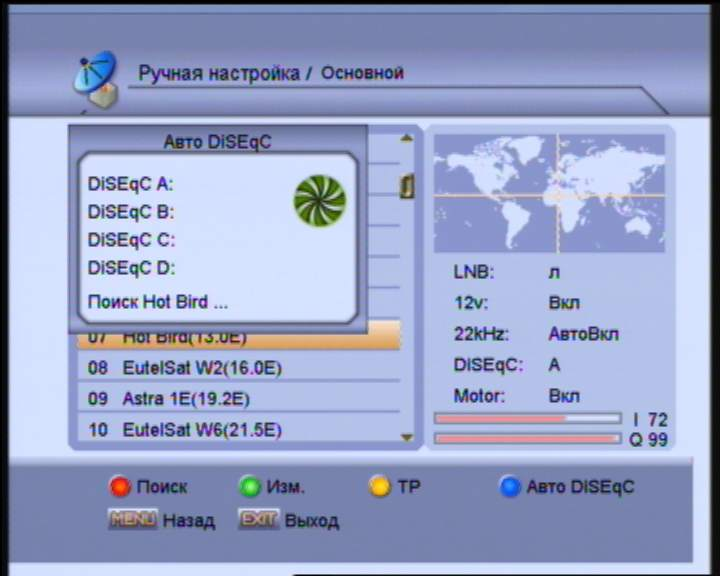 Ручная настройка / Основной
Авто DiSEqC
DiSEqC A:
DiSEqC B:
DiSEqC C:
DiSEqC D:
Поиск Hot Bird ...
07 Hot Bird(13.0E)
08 EutelSat W2(16.0E)
09 Astra 1E(19.2E)
10 EutelSat W6(21.5E)
LNB: л
12v: Вкл
22kHz: АвтоВкл
DiSEqC: A
Motor: Вкл
I 72
Q 99
Поиск Изм. TP Авто DiSEqC
MENU Назад EXIT Выход